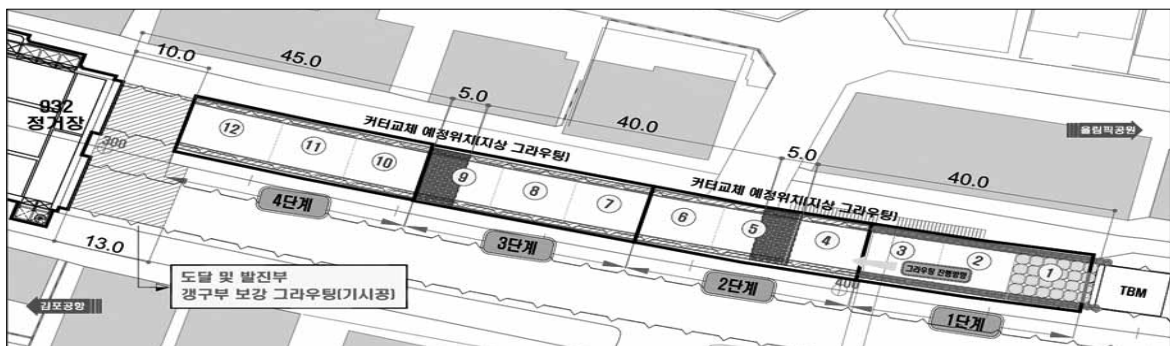 10.0
45.0
5.0
40.0
5.0
40.0
932
정거장
400
커터교체 예정위치(지상 그라우팅)
커터교체 예정위치(지상 그라우팅)
올림픽공원
⑫
⑪
⑩
⑨
⑧
⑦
⑥
⑤
④
③
②
①
그라우팅 진행방향
TBM
400
4단계
3단계
2단계
1단계
13.0
도달 및 발진부
갱구부 보강 그라우팅(기시공)
김포공항